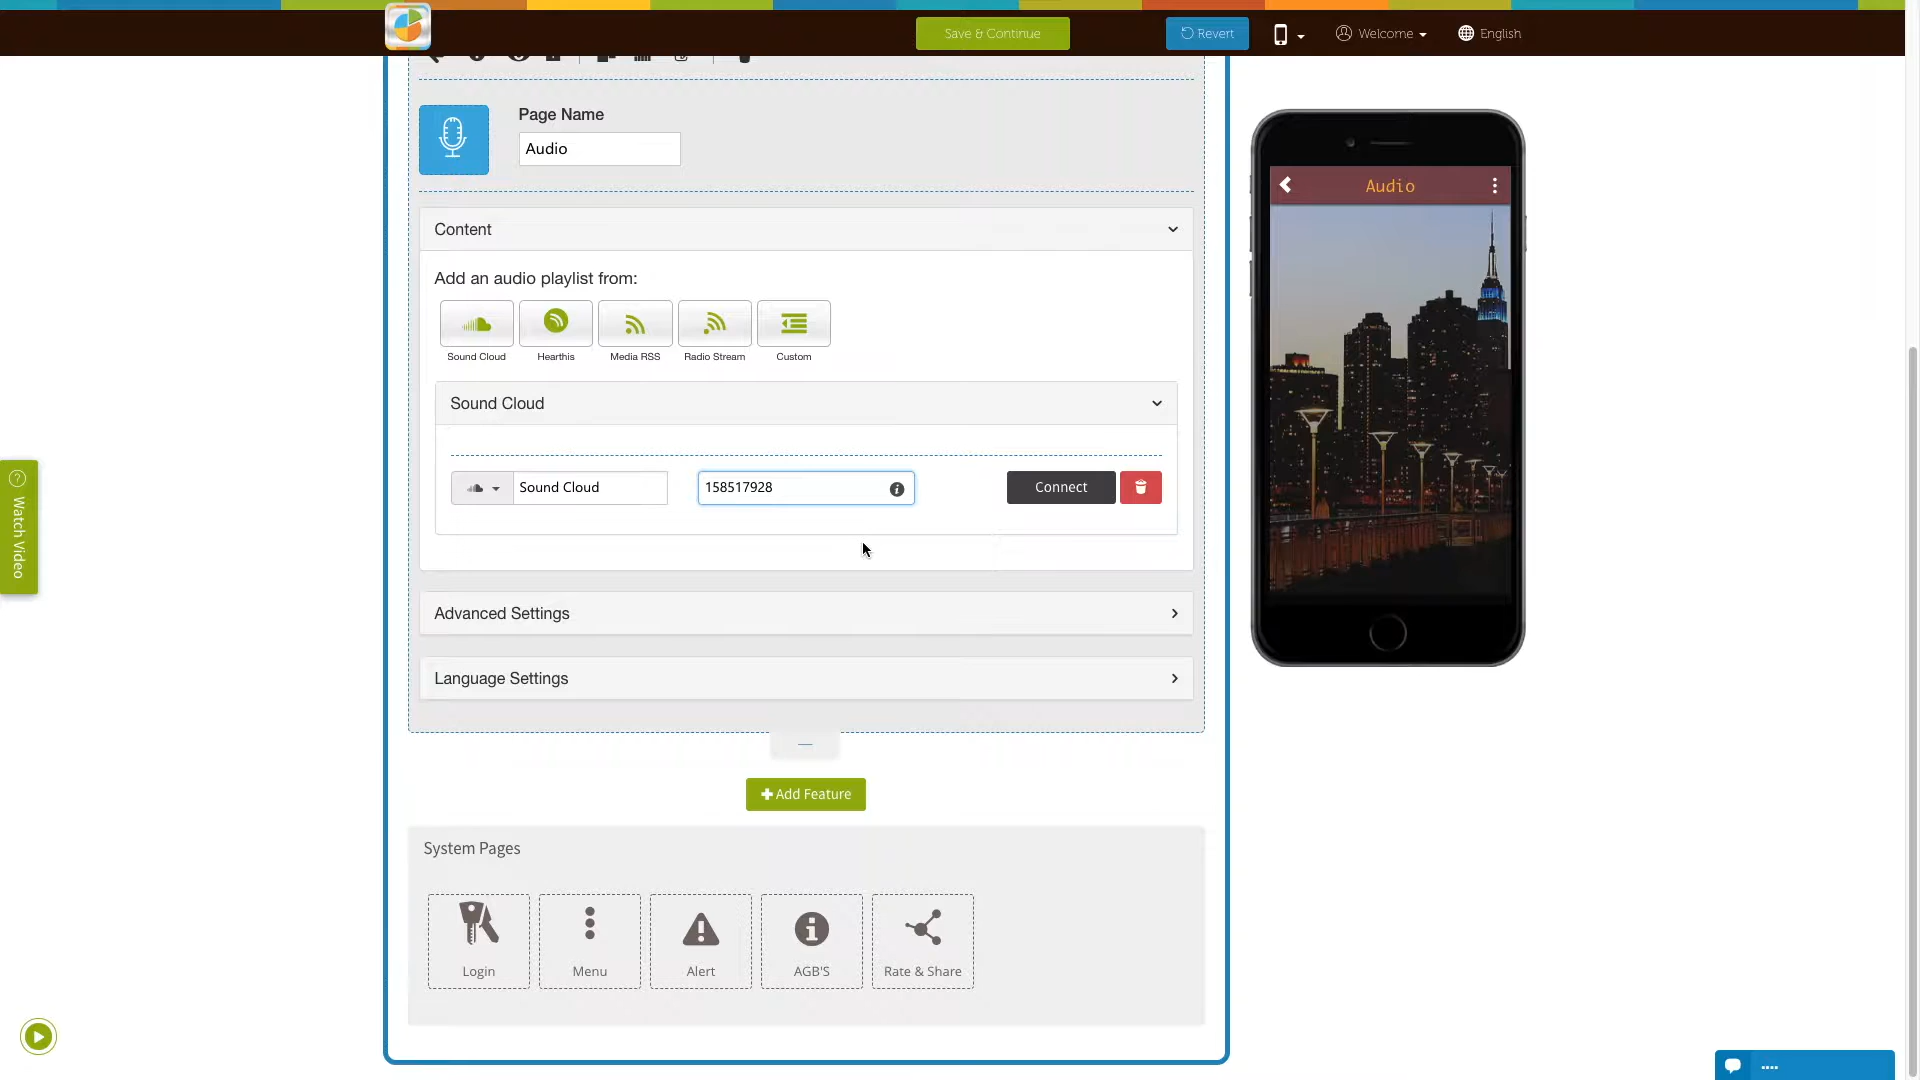 Save & Continue
Revert
Welcome
English
Page Name
Audio
Audio
Content
Add an audio playlist from:
Sound Cloud
Hearthis
Media RSS
Radio Stream
Custom
Sound Cloud
Sound Cloud
158517928
Connect
Watch Video
Advanced Settings
Language Settings
Add Feature
System Pages
Login
Menu
Alert
AGB'S
Rate & Share
....